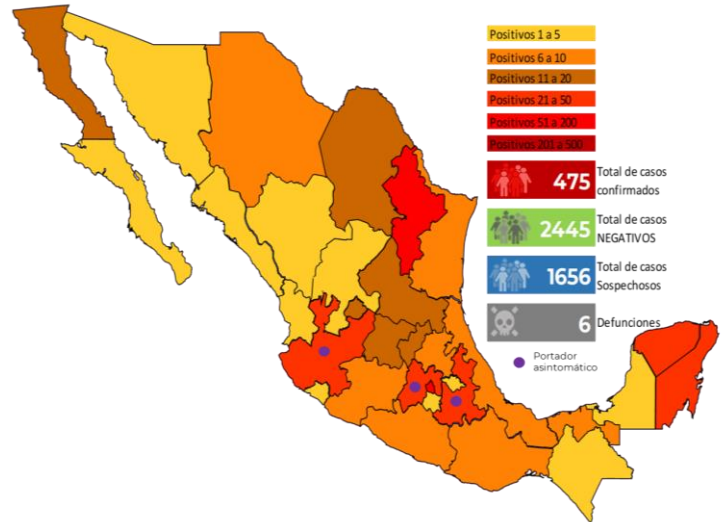 Positivos 1 a 5
Positivos 6 a 10
Positivos 11 a 20
Positivos 21 a 50
Positivos 51 a 200
Positivos 201 a 500
475 Total de casos
confirmados
2445 Total de casos
NEGATIVOS
1656 Total de casos
Sospechosos
6 Defunciones
Portador
asintomático